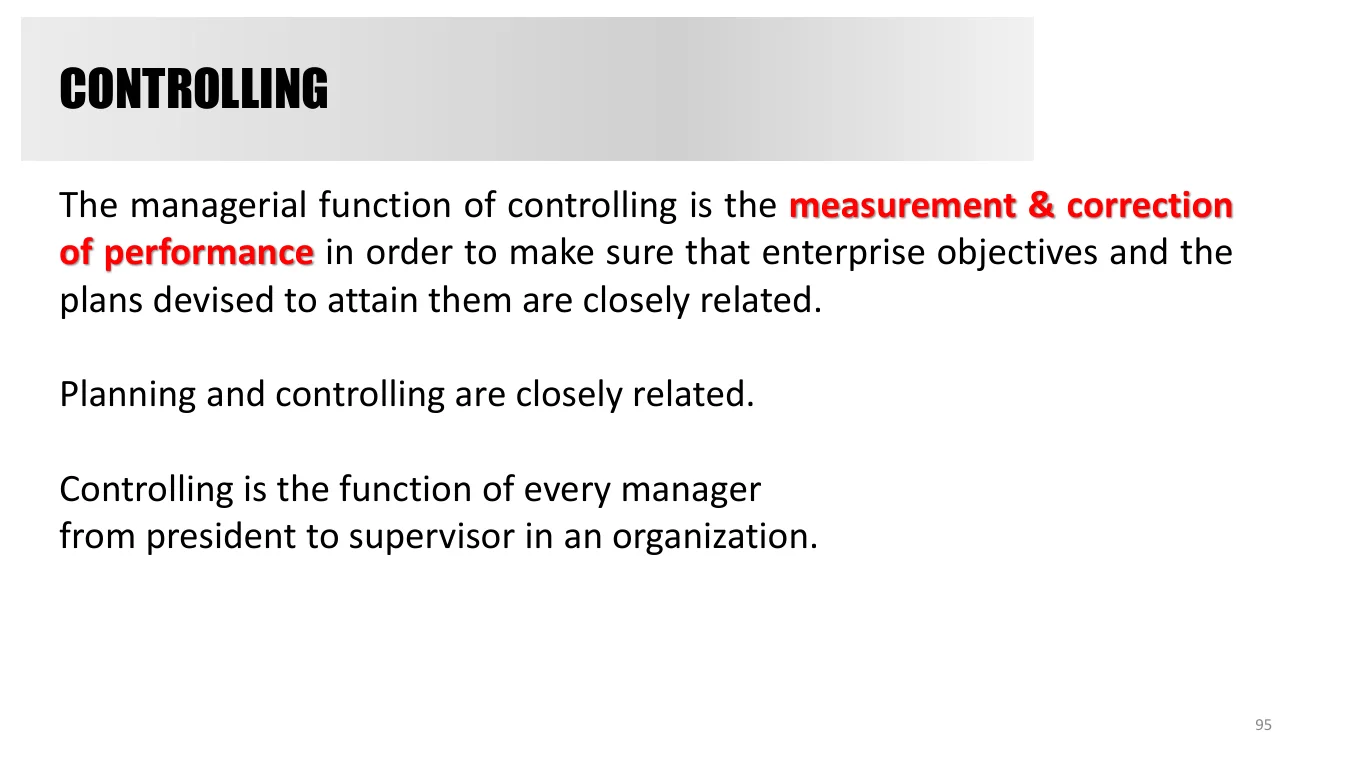 CONTROLLING
The managerial function of controlling is the measurement & correction
of performance in order to make sure that enterprise objectives and the
plans devised to attain them are closely related.
Planning and controlling are closely related.
Controlling is the function of every manager
from president to supervisor in an organization.
95